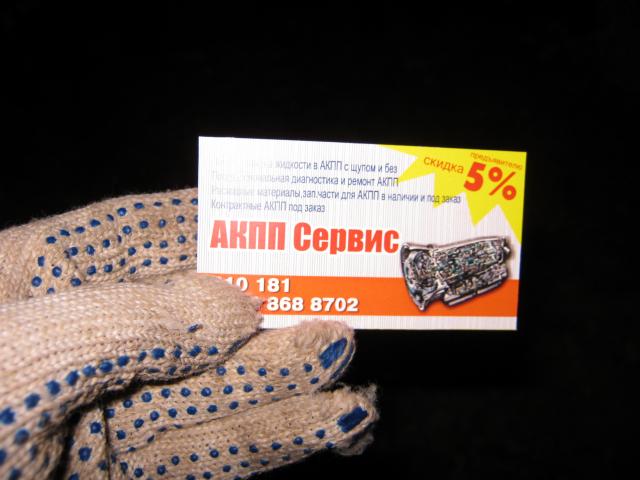 жидкости в АКПП с щупом и без
диагностика и ремонт АКПП
Расходные материалы,зап.части для АКПП в наличии и под заказ
Контрактные АКПП под заказ
скидка
предъявителю
5%
АКПП Сервис
10 181
868 8702